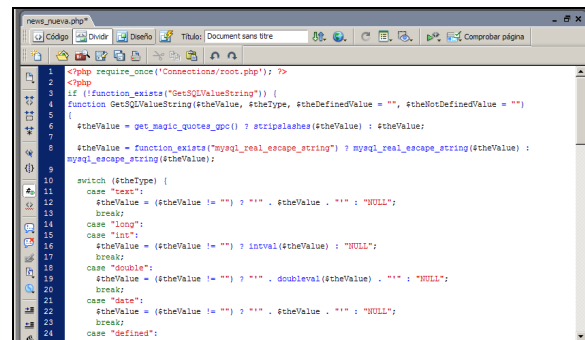 news_nueva.php*
Código Dividir Diseño Título: Document sans titre Comprobar página
1 <?php require_once('Connections/root.php'); ?>
2 <?php
3 if (!function_exists("GetSQLValueString")) {
4 function GetSQLValueString($theValue, $theType, $theDefinedValue = "", $theNotDefinedValue = "")
5 {
6 $theValue = get_magic_quotes_gpc() ? stripslashes($theValue) : $theValue;
7
8 $theValue = function_exists("mysql_real_escape_string") ? mysql_real_escape_string($theValue) :
mysql_escape_string($theValue);
9
10 switch ($theType) {
11 case "text":
12 $theValue = ($theValue != "") ? "'" . $theValue . "'" : "NULL";
13 break;
14 case "long":
15 case "int":
16 $theValue = ($theValue != "") ? intval($theValue) : "NULL";
17 break;
18 case "double":
19 $theValue = ($theValue != "") ? "'" . doubleval($theValue) . "'" : "NULL";
20 break;
21 case "date":
22 $theValue = ($theValue != "") ? "'" . $theValue . "'" : "NULL";
23 break;
24 case "defined":